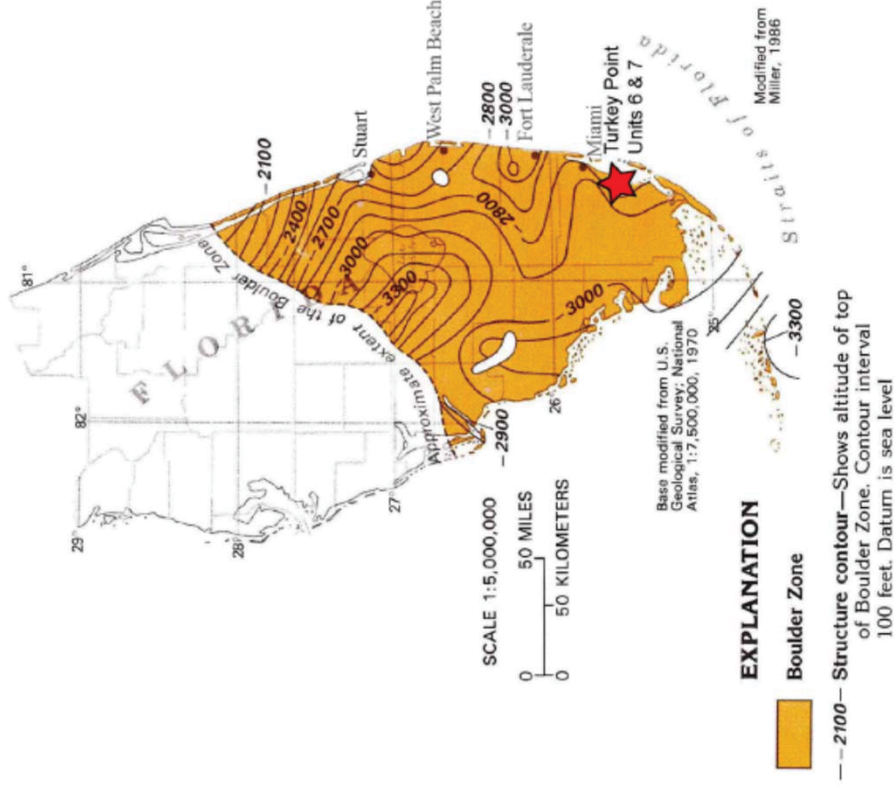 81°
82°
29°
28°
27°
26°
25°
FLORIDA
Approximate extent of the Boulder Zone
-2100
-2400
-2700
-3000
-3300
-2800
-3000
-2900
-3300
-2800
-3000
Stuart
West Palm Beach
Fort Lauderale
Miami
Turkey Point
Units 6 & 7
Straits of Florida
Modified from
Miller, 1986
Base modified from U.S.
Geological Survey; National
Atlas, 1:7,500,000, 1970
SCALE 1:5,000,000
0 50 MILES
0 50 KILOMETERS
EXPLANATION
Boulder Zone
—-2100— Structure contour—Shows altitude of top
of Boulder Zone. Contour interval
100 feet. Datum is sea level